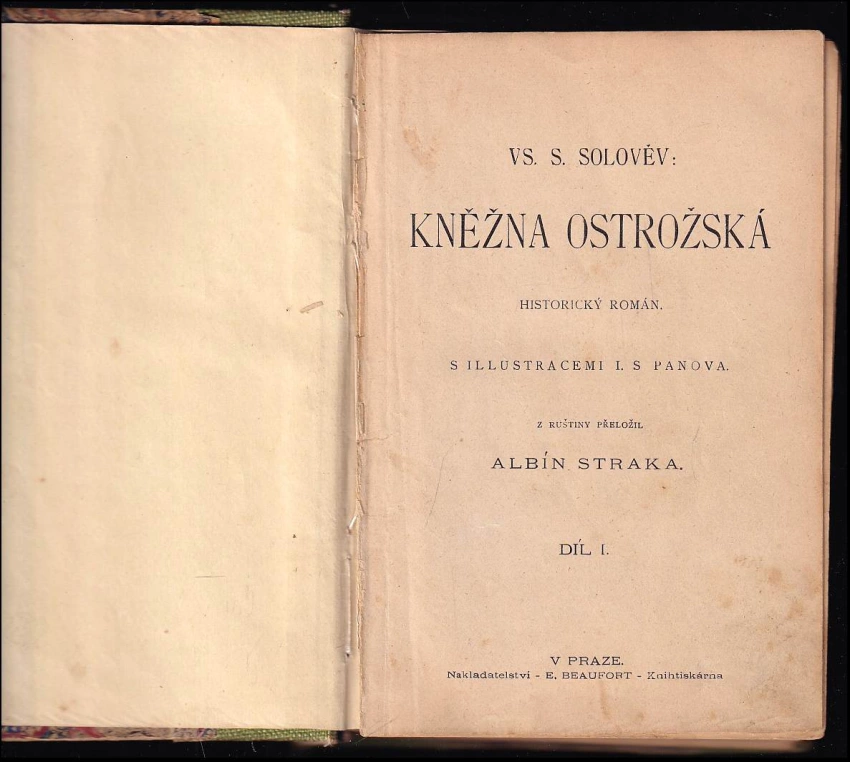 VS. S. SOLOVĚV:
KNĚŽNA OSTROŽSKÁ
HISTORICKÝ ROMÁN.
S ILLUSTRACEMI I. S PANOVA.
Z RUŠTINY PŘELOŽIL
ALBÍN STRAKA.
DÍL I.
V PRAZE.
Nakladatelství - E. BEAUFORT - Knihtiskárna